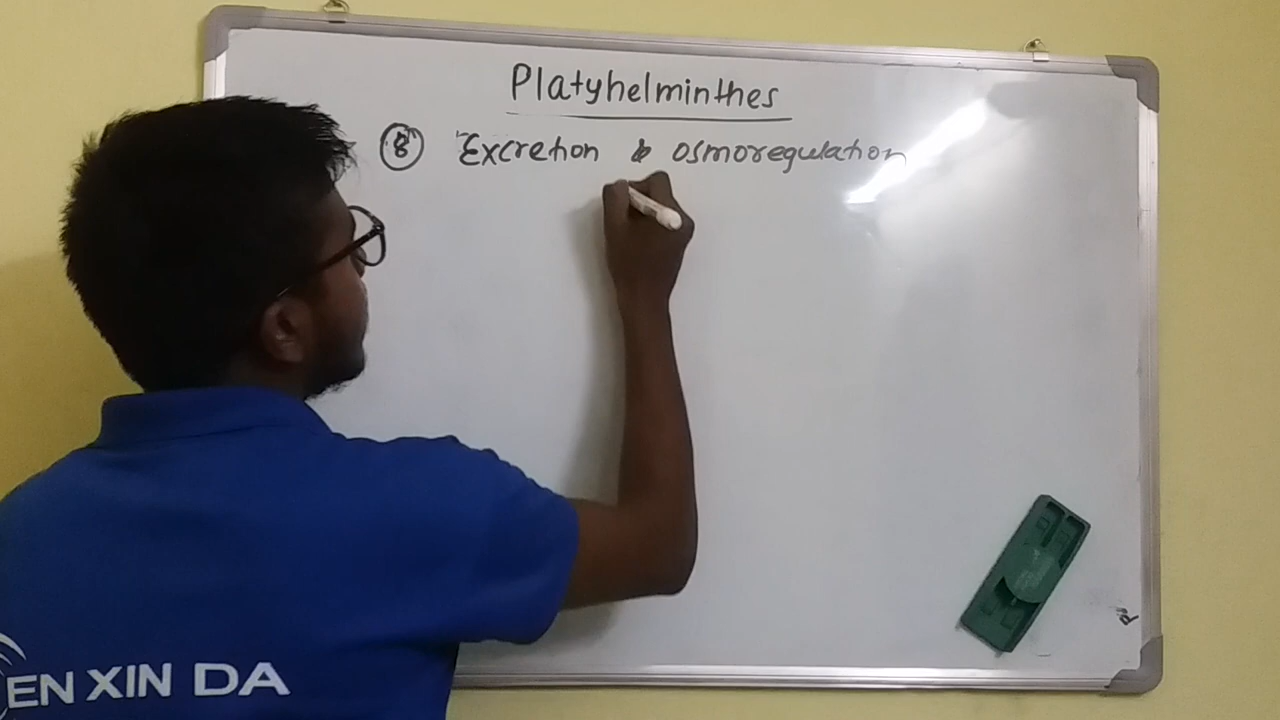 Platyhelminthes
8 Excretion & osmoregulation
EN XIN DA